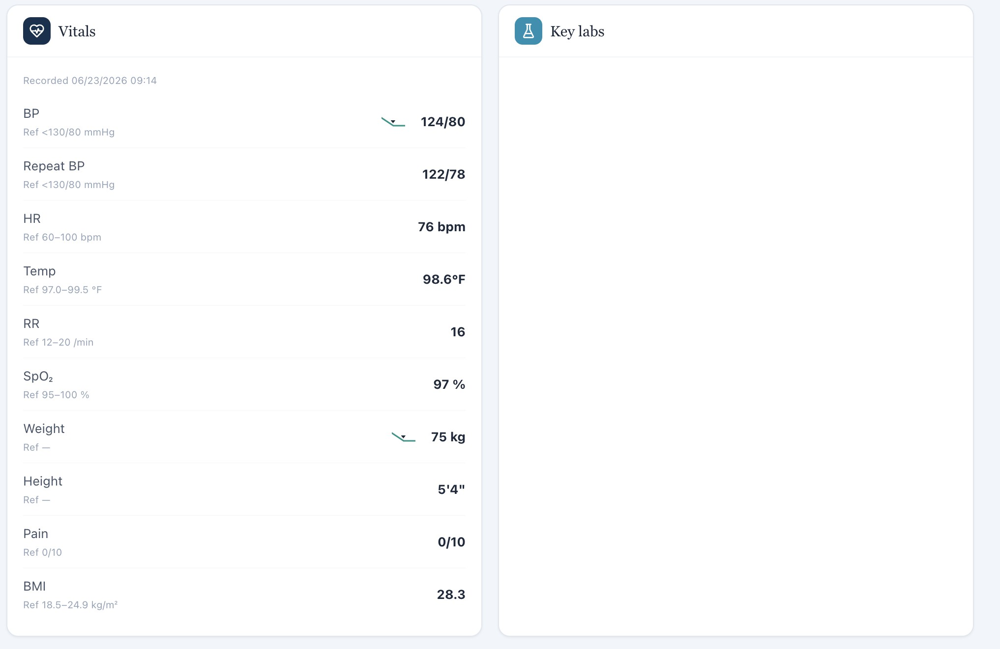 Vitals
Recorded 06/23/2026 09:14
BP
Ref <130/80 mmHg
124/80
Repeat BP
Ref <130/80 mmHg
122/78
HR
Ref 60–100 bpm
76 bpm
Temp
Ref 97.0–99.5 °F
98.6°F
RR
Ref 12–20 /min
16
SpO₂
Ref 95–100 %
97 %
Weight
Ref —
75 kg
Height
Ref —
5'4"
Pain
Ref 0/10
0/10
BMI
Ref 18.5–24.9 kg/m²
28.3
Key labs